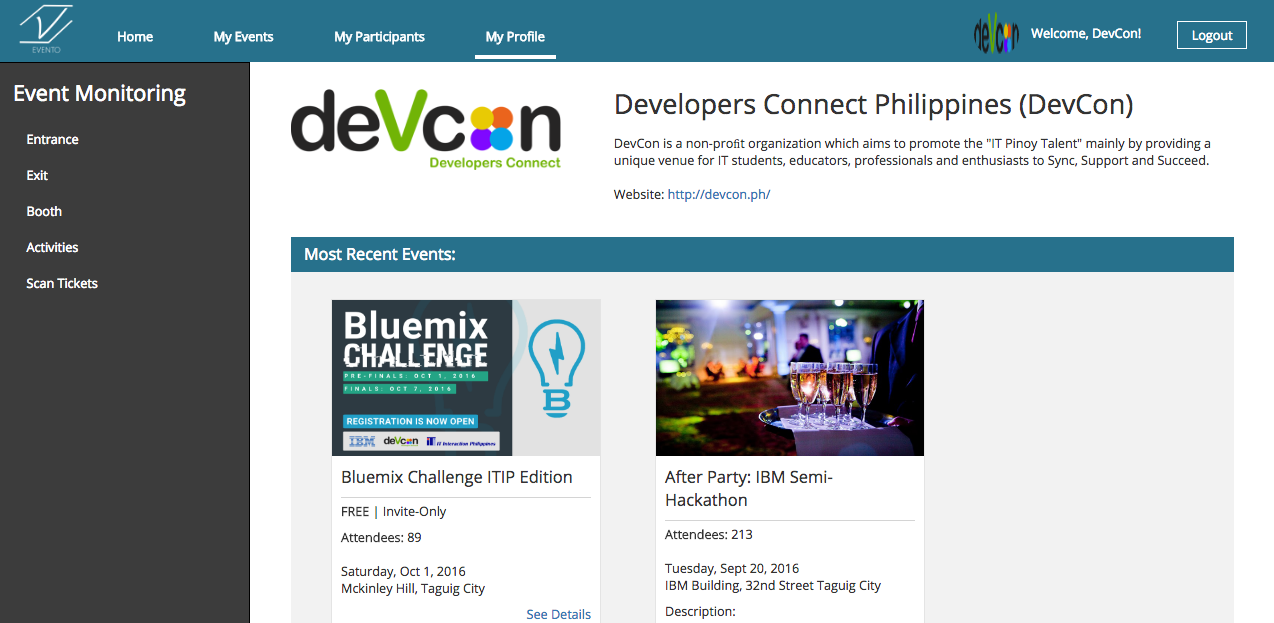 EVENTO
Home
My Events
My Participants
My Profile
devcon
Welcome, DevCon!
Logout
Event Monitoring
Entrance
Exit
Booth
Activities
Scan Tickets
deVcon
Developers Connect
Developers Connect Philippines (DevCon)
DevCon is a non-profit organization which aims to promote the "IT Pinoy Talent" mainly by providing a
unique venue for IT students, educators, professionals and enthusiasts to Sync, Support and Succeed.
Website: http://devcon.ph/
Most Recent Events:
Bluemix
CHALLENGE
PRE-FINALS: OCT 1, 2016
FINALS: OCT 7, 2016
REGISTRATION IS NOW OPEN
IBM deVcon iT IT Interaction Philippines
B
Bluemix Challenge ITIP Edition
FREE | Invite-Only
Attendees: 89
Saturday, Oct 1, 2016
Mckinley Hill, Taguig City
See Details
After Party: IBM Semi-
Hackathon
Attendees: 213
Tuesday, Sept 20, 2016
IBM Building, 32nd Street Taguig City
Description: